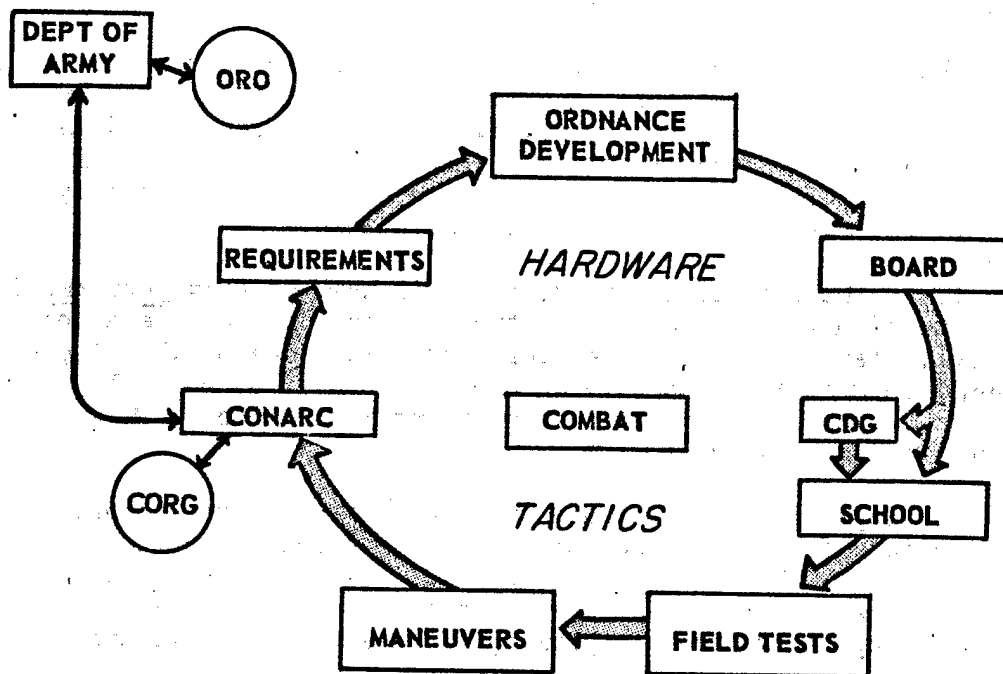 DEPT OF
ARMY
ORO
ORDNANCE
DEVELOPMENT
REQUIREMENTS
HARDWARE
BOARD
CONARC
COMBAT
CDG
CORG
TACTICS
SCHOOL
MANEUVERS
FIELD TESTS